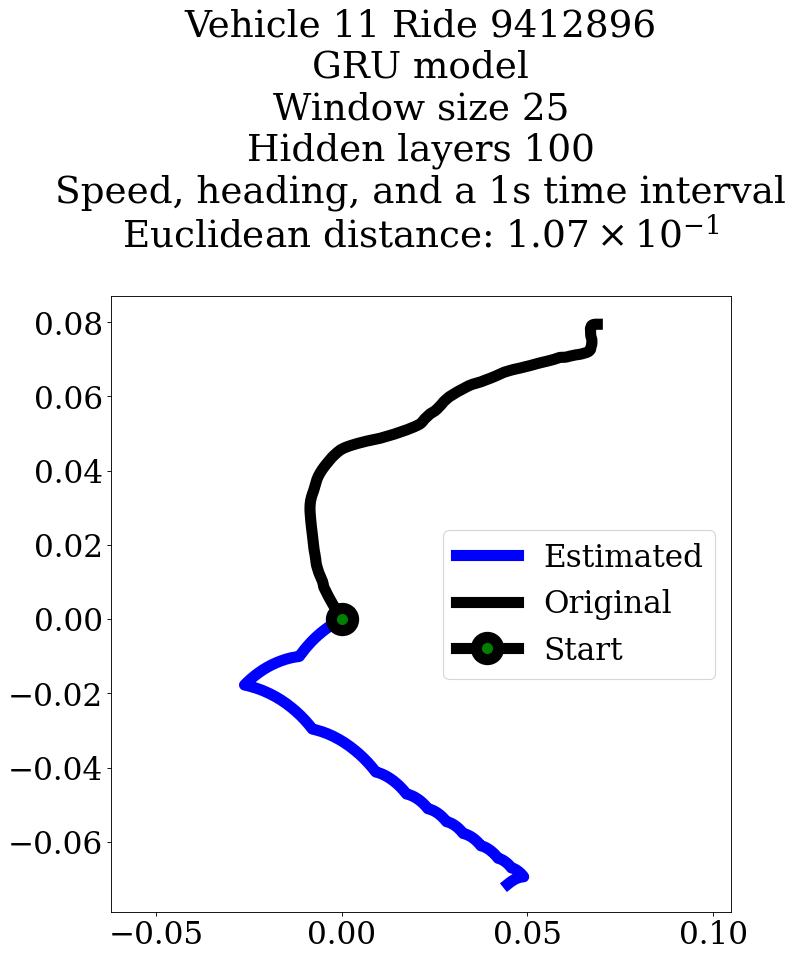 Vehicle 11 Ride 9412896
GRU model
Window size 25
Hidden layers 100
Speed, heading, and a 1s time interval
Euclidean distance: 1.07 × 10⁻¹
0.08
0.06
0.04
0.02
0.00
−0.02
−0.04
−0.06
Estimated
Original
Start
−0.05
0.00
0.05
0.10